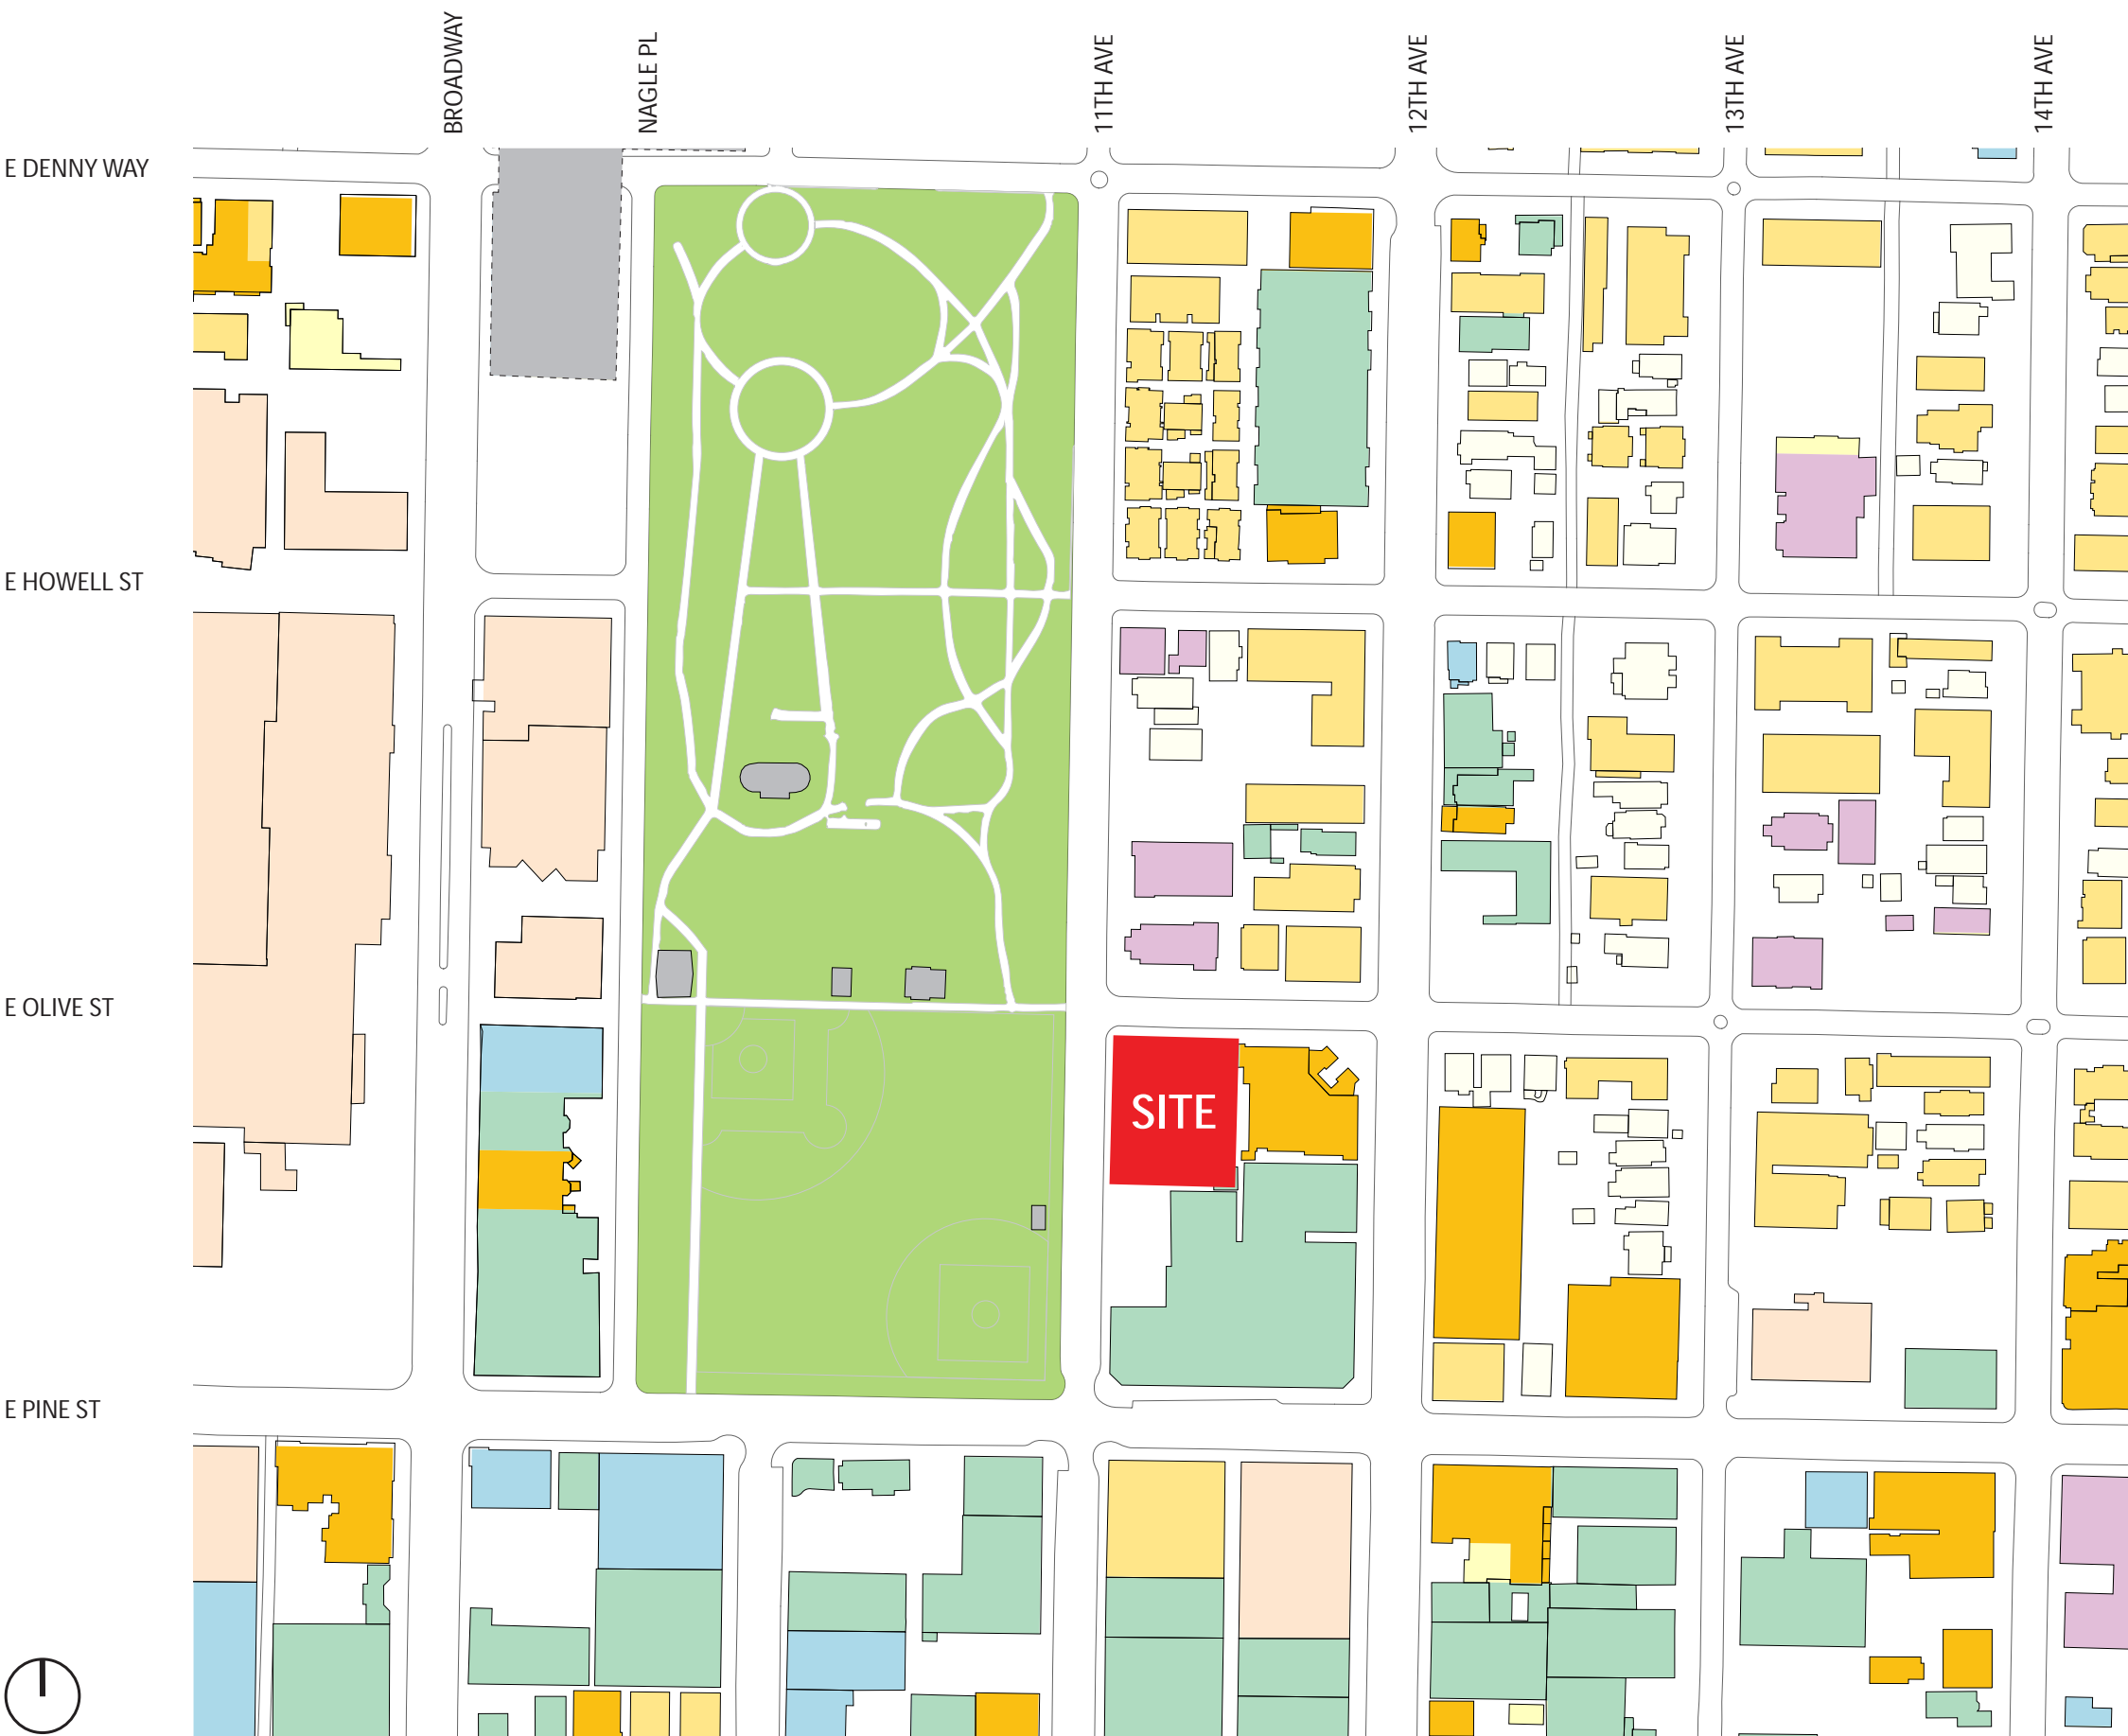 BROADWAY
NAGLE PL
11TH AVE
12TH AVE
13TH AVE
14TH AVE
E DENNY WAY
E HOWELL ST
E OLIVE ST
SITE
E PINE ST